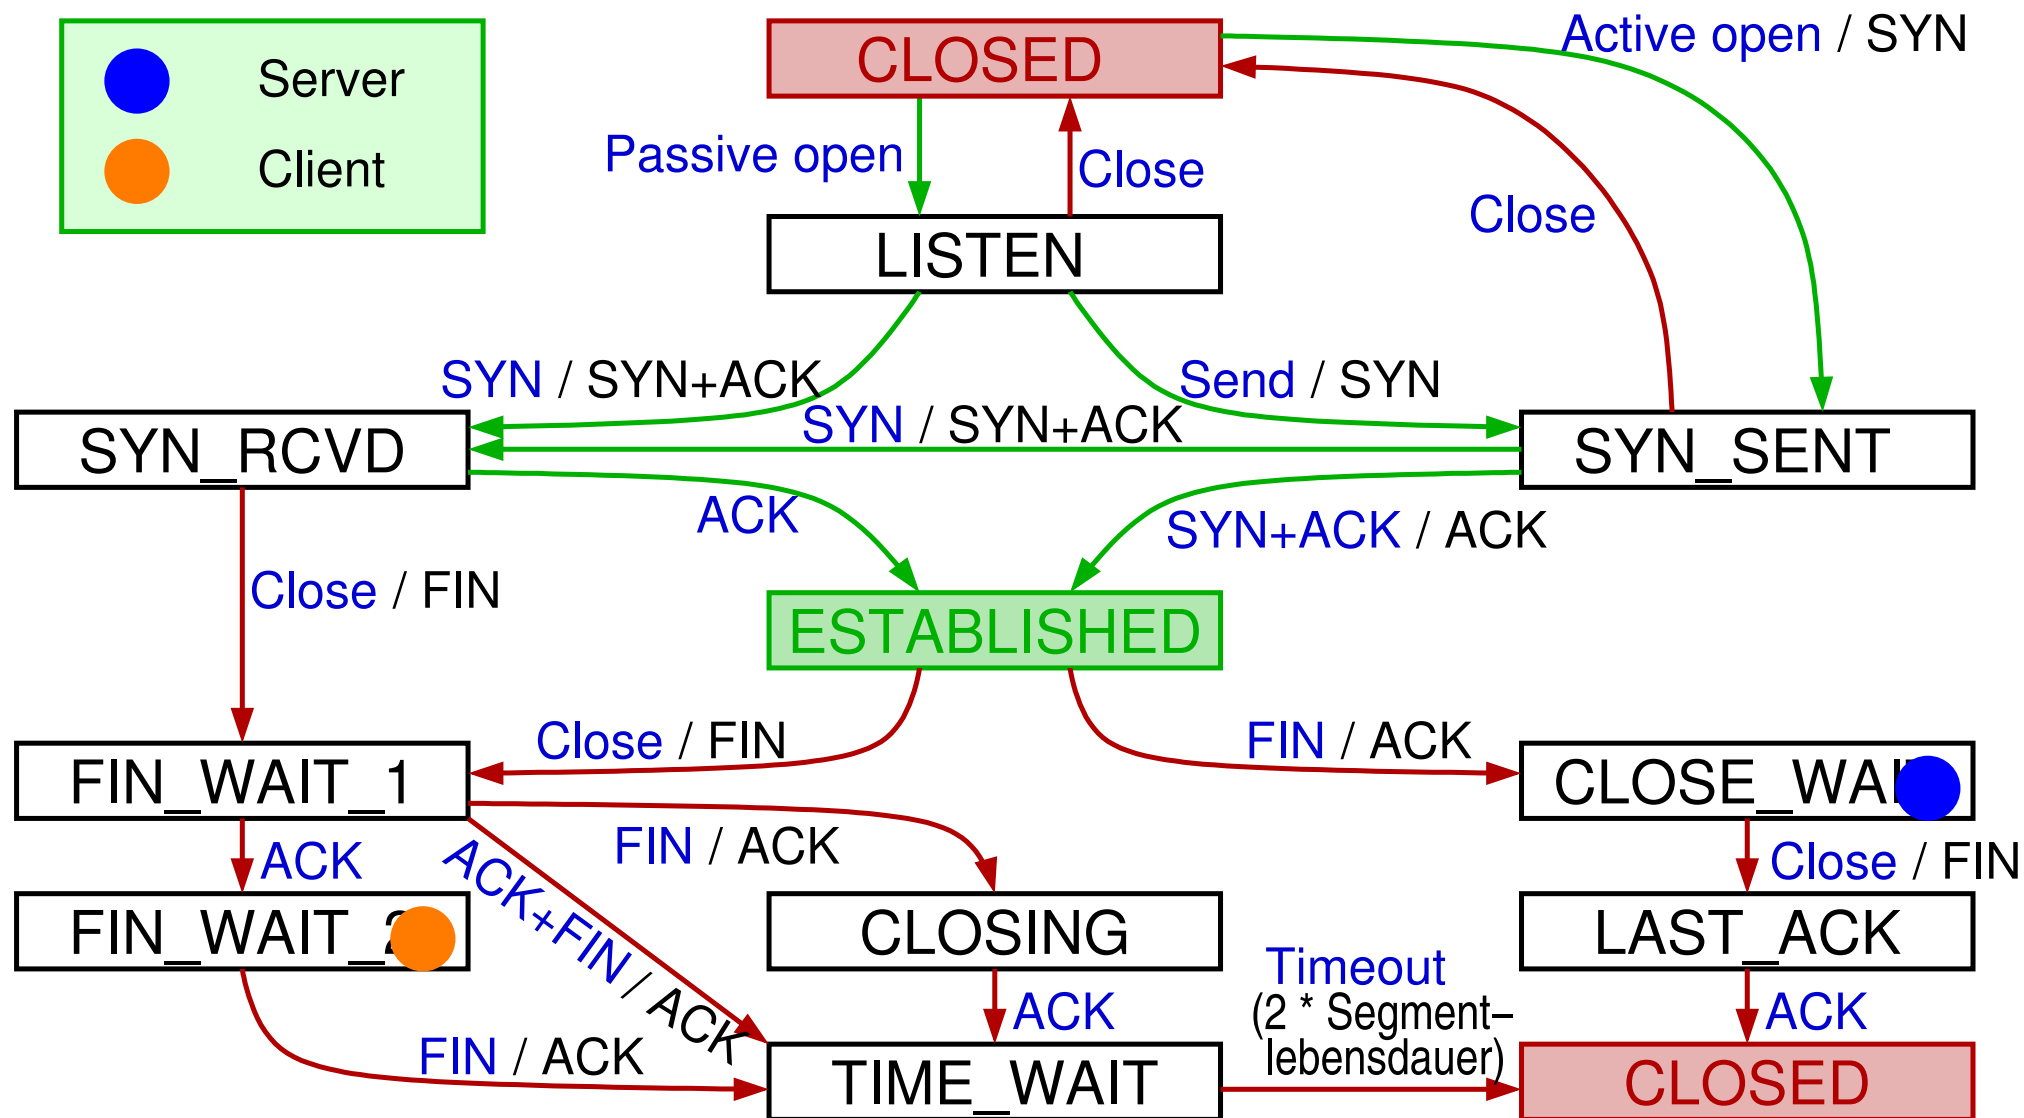 Server
Client
CLOSED
Active open / SYN
Passive open
Close
Close
LISTEN
SYN / SYN+ACK
Send / SYN
SYN / SYN+ACK
SYN_RCVD
SYN_SENT
ACK
SYN+ACK / ACK
Close / FIN
ESTABLISHED
Close / FIN
FIN / ACK
FIN_WAIT_1
CLOSE_WAI
ACK
ACK+FIN / ACK
FIN / ACK
Close / FIN
FIN_WAIT_2
CLOSING
LAST_ACK
Timeout
(2 * Segment–
lebensdauer)
ACK
ACK
FIN / ACK
TIME_WAIT
CLOSED